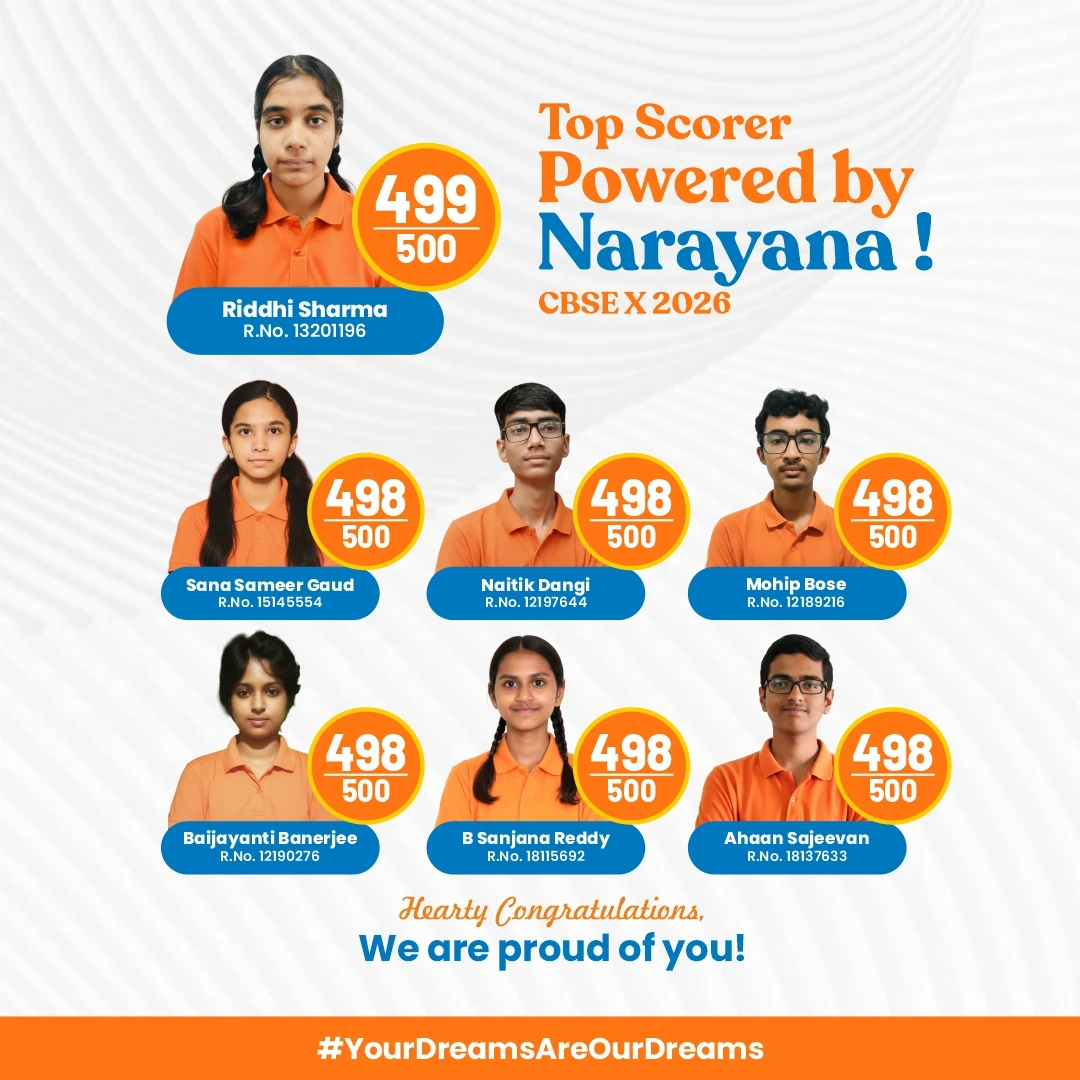 Top Scorer
Powered by
Narayana !
CBSE X 2026
499
500
Riddhi Sharma
R.No. 13201196
498
500
Sana Sameer Gaud
R.No. 15145554
498
500
Naitik Dangi
R.No. 12197644
498
500
Mohip Bose
R.No. 12189216
498
500
Baijayanti Banerjee
R.No. 12190276
498
500
B Sanjana Reddy
R.No. 18115692
498
500
Ahaan Sajeevan
R.No. 18137633
Hearty Congratulations,
We are proud of you!
#YourDreamsAreOurDreams